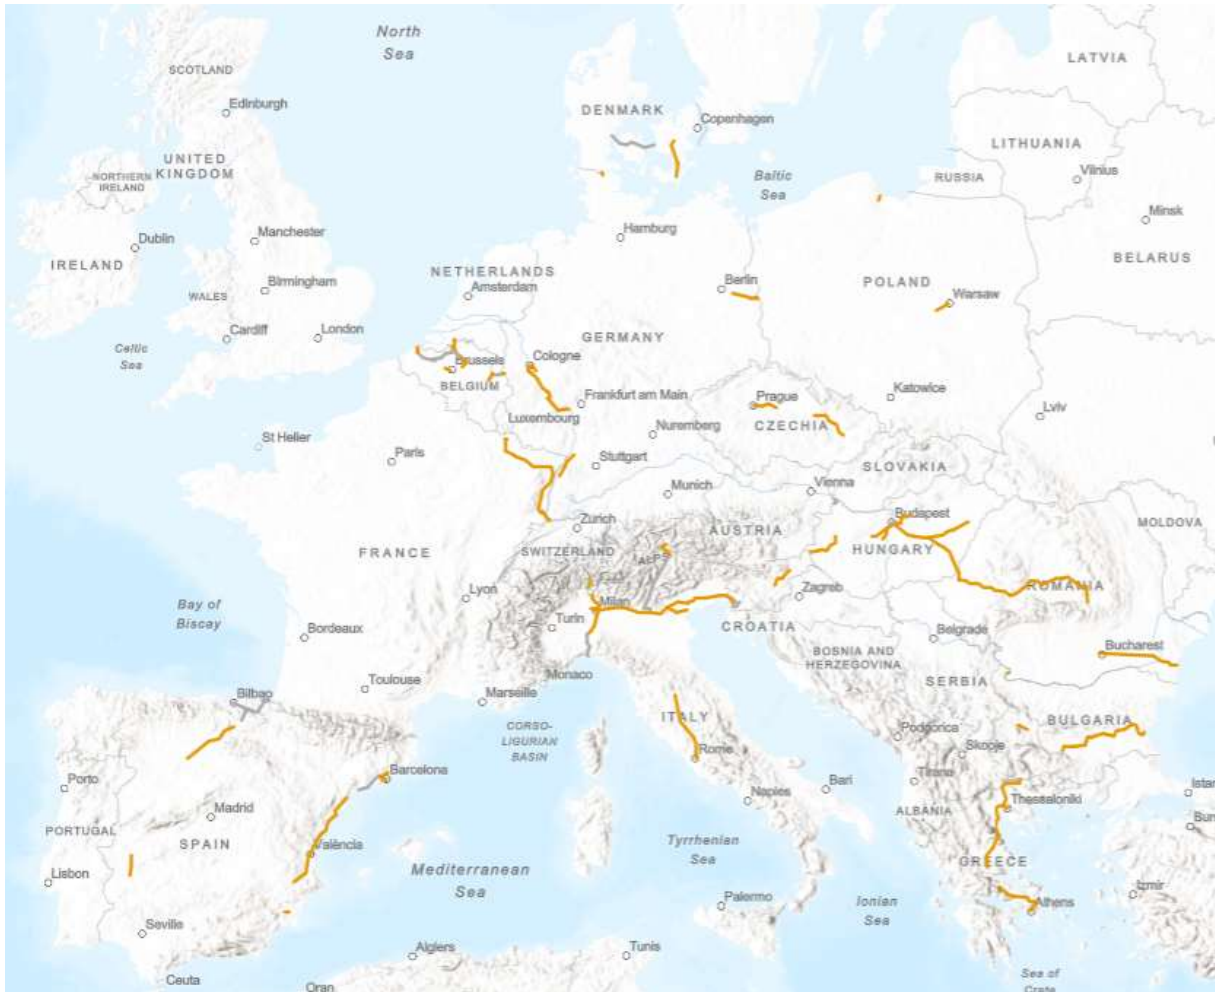 North
Sea
LATVIA
SCOTLAND
Edinburgh
DENMARK
Copenhagen
LITHUANIA
UNITED
KINGDOM
NORTHERN
IRELAND
Baltic
Sea
RUSSIA
Vilnius
Minsk
Dublin
Manchester
Hamburg
IRELAND
BELARUS
NETHERLANDS
Amsterdam
Birmingham
WALES
Berlin
POLAND
Warsaw
Cardiff
London
GERMANY
Celtic
Sea
Brussels
Cologne
BELGIUM
Frankfurt am Main
Prague
Katowice
Luxembourg
CZECHIA
Lviv
St Helier
Nuremberg
Paris
Stuttgart
SLOVAKIA
Munich
Vienna
Zurich
Budapest
MOLDOVA
AUSTRIA
FRANCE
SWITZERLAND
ALPS
HUNGARY
ROMANIA
Lyon
Milan
Zagreb
Bay of
Biscay
Bordeaux
Turin
CROATIA
Belgrade
Bucharest
BOSNIA AND
HERZEGOVINA
Toulouse
Monaco
SERBIA
Bilbao
Marseille
ITALY
BULGARIA
CORSO-
LIGURIAN
BASIN
Podgorica
Skopje
Rome
Porto
Barcelona
Tirana
Istan
Madrid
Naples
Bari
Thessaloniki
ALBANIA
Bur
PORTUGAL
SPAIN
València
Tyrrhenian
Sea
GREECE
Lisbon
Mediterranean
Sea
Izmir
Palermo
Ionian
Sea
Athens
Seville
Algiers
Tunis
Ceuta
Oran
Sea of
Crete